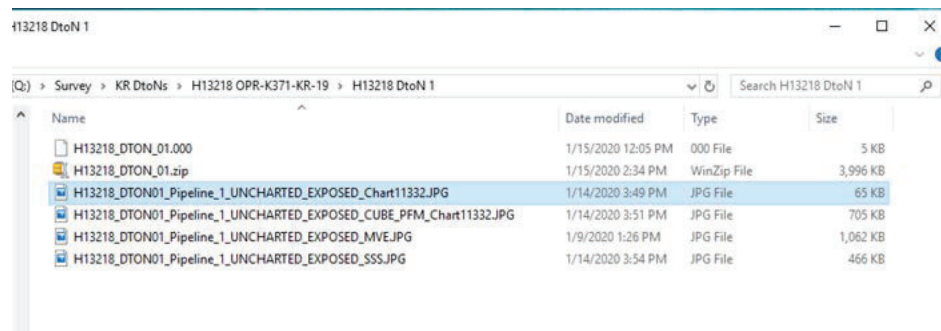 H13218 DtoN 1
(Q:) > Survey > KR DtoNs > H13218 OPR-K371-KR-19 > H13218 DtoN 1 Search H13218 DtoN 1
Name Date modified Type Size
H13218_DTON_01.000 1/15/2020 12:05 PM 000 File 5 KB
H13218_DTON_01.zip 1/15/2020 2:34 PM WinZip File 3,996 KB
H13218_DTON01_Pipeline_1_UNCHARTED_EXPOSED_Chart11332.JPG 1/14/2020 3:49 PM JPG File 65 KB
H13218_DTON01_Pipeline_1_UNCHARTED_EXPOSED_CUBE_PFM_Chart11332.JPG 1/14/2020 3:51 PM JPG File 705 KB
H13218_DTON01_Pipeline_1_UNCHARTED_EXPOSED_MVE.JPG 1/9/2020 1:26 PM JPG File 1,062 KB
H13218_DTON01_Pipeline_1_UNCHARTED_EXPOSED_SSS.JPG 1/14/2020 3:54 PM JPG File 466 KB